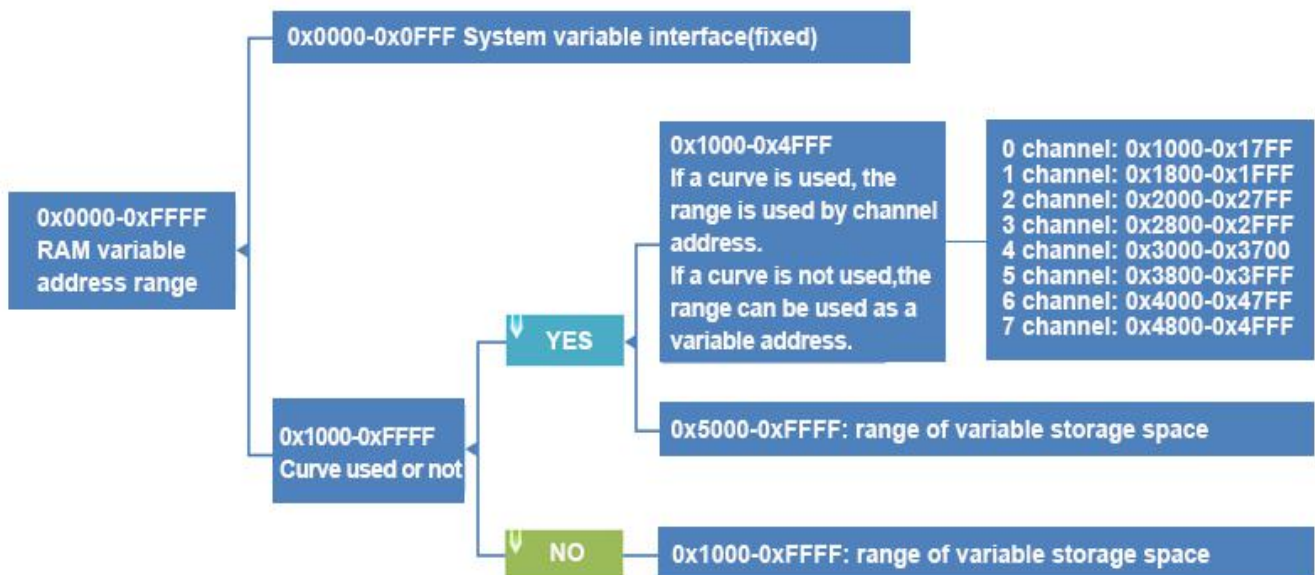 0x0000-0x0FFF System variable interface(fixed)
0x0000-0xFFFF
RAM variable
address range
0x1000-0x4FFF
If a curve is used, the
range is used by channel
address.
If a curve is not used,the
range can be used as a
variable address.
0 channel: 0x1000-0x17FF
1 channel: 0x1800-0x1FFF
2 channel: 0x2000-0x27FF
3 channel: 0x2800-0x2FFF
4 channel: 0x3000-0x3700
5 channel: 0x3800-0x3FFF
6 channel: 0x4000-0x47FF
7 channel: 0x4800-0x4FFF
YES
0x5000-0xFFFF: range of variable storage space
0x1000-0xFFFF
Curve used or not
NO
0x1000-0xFFFF: range of variable storage space